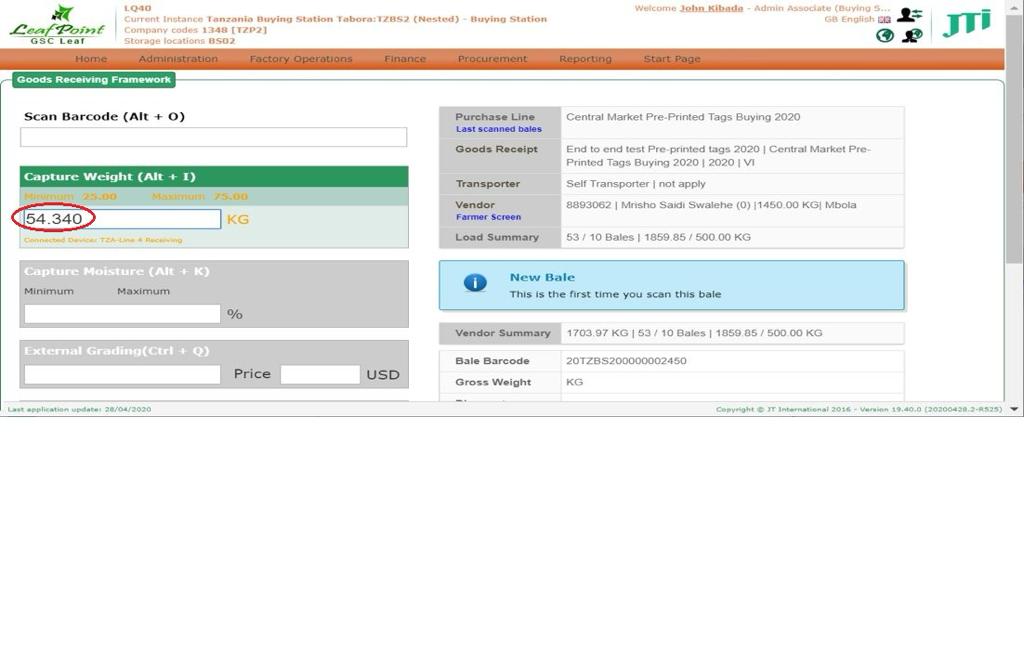 LeafPoint
GSC Leaf
LQ40
Current Instance Tanzania Buying Station Tabora:TZBS2 (Nested) - Buying Station
Company codes 1348 [TZP2]
Storage locations BS02
Welcome John Kibada - Admin Associate (Buying S...
GB English
JTi
Home Administration Factory Operations Finance Procurement Reporting Start Page
Goods Receiving Framework
Scan Barcode (Alt + O)
Capture Weight (Alt + I)
Minimum 25.00 Maximum 75.00
54.340 KG
Connected Device: TZA-Line 4 Receiving
Capture Moisture (Alt + K)
Minimum Maximum
%
External Grading(Ctrl + Q)
Price USD
Purchase Line Central Market Pre-Printed Tags Buying 2020
Last scanned bales
Goods Receipt End to end test Pre-printed tags 2020 | Central Market Pre-
Printed Tags Buying 2020 | 2020 | VI
Transporter Self Transporter | not apply
Vendor 8893062 | Mrisho Saidi Swalehe (0) |1450.00 KG| Mbola
Farmer Screen
Load Summary 53 / 10 Bales | 1859.85 / 500.00 KG
i
New Bale
This is the first time you scan this bale
Vendor Summary 1703.97 KG | 53 / 10 Bales | 1859.85 / 500.00 KG
Bale Barcode 20TZBS200000002450
Gross Weight KG
Last application update: 28/04/2020
Copyright © JT International 2016 - Version 19.40.0 (20200428.2-R525)